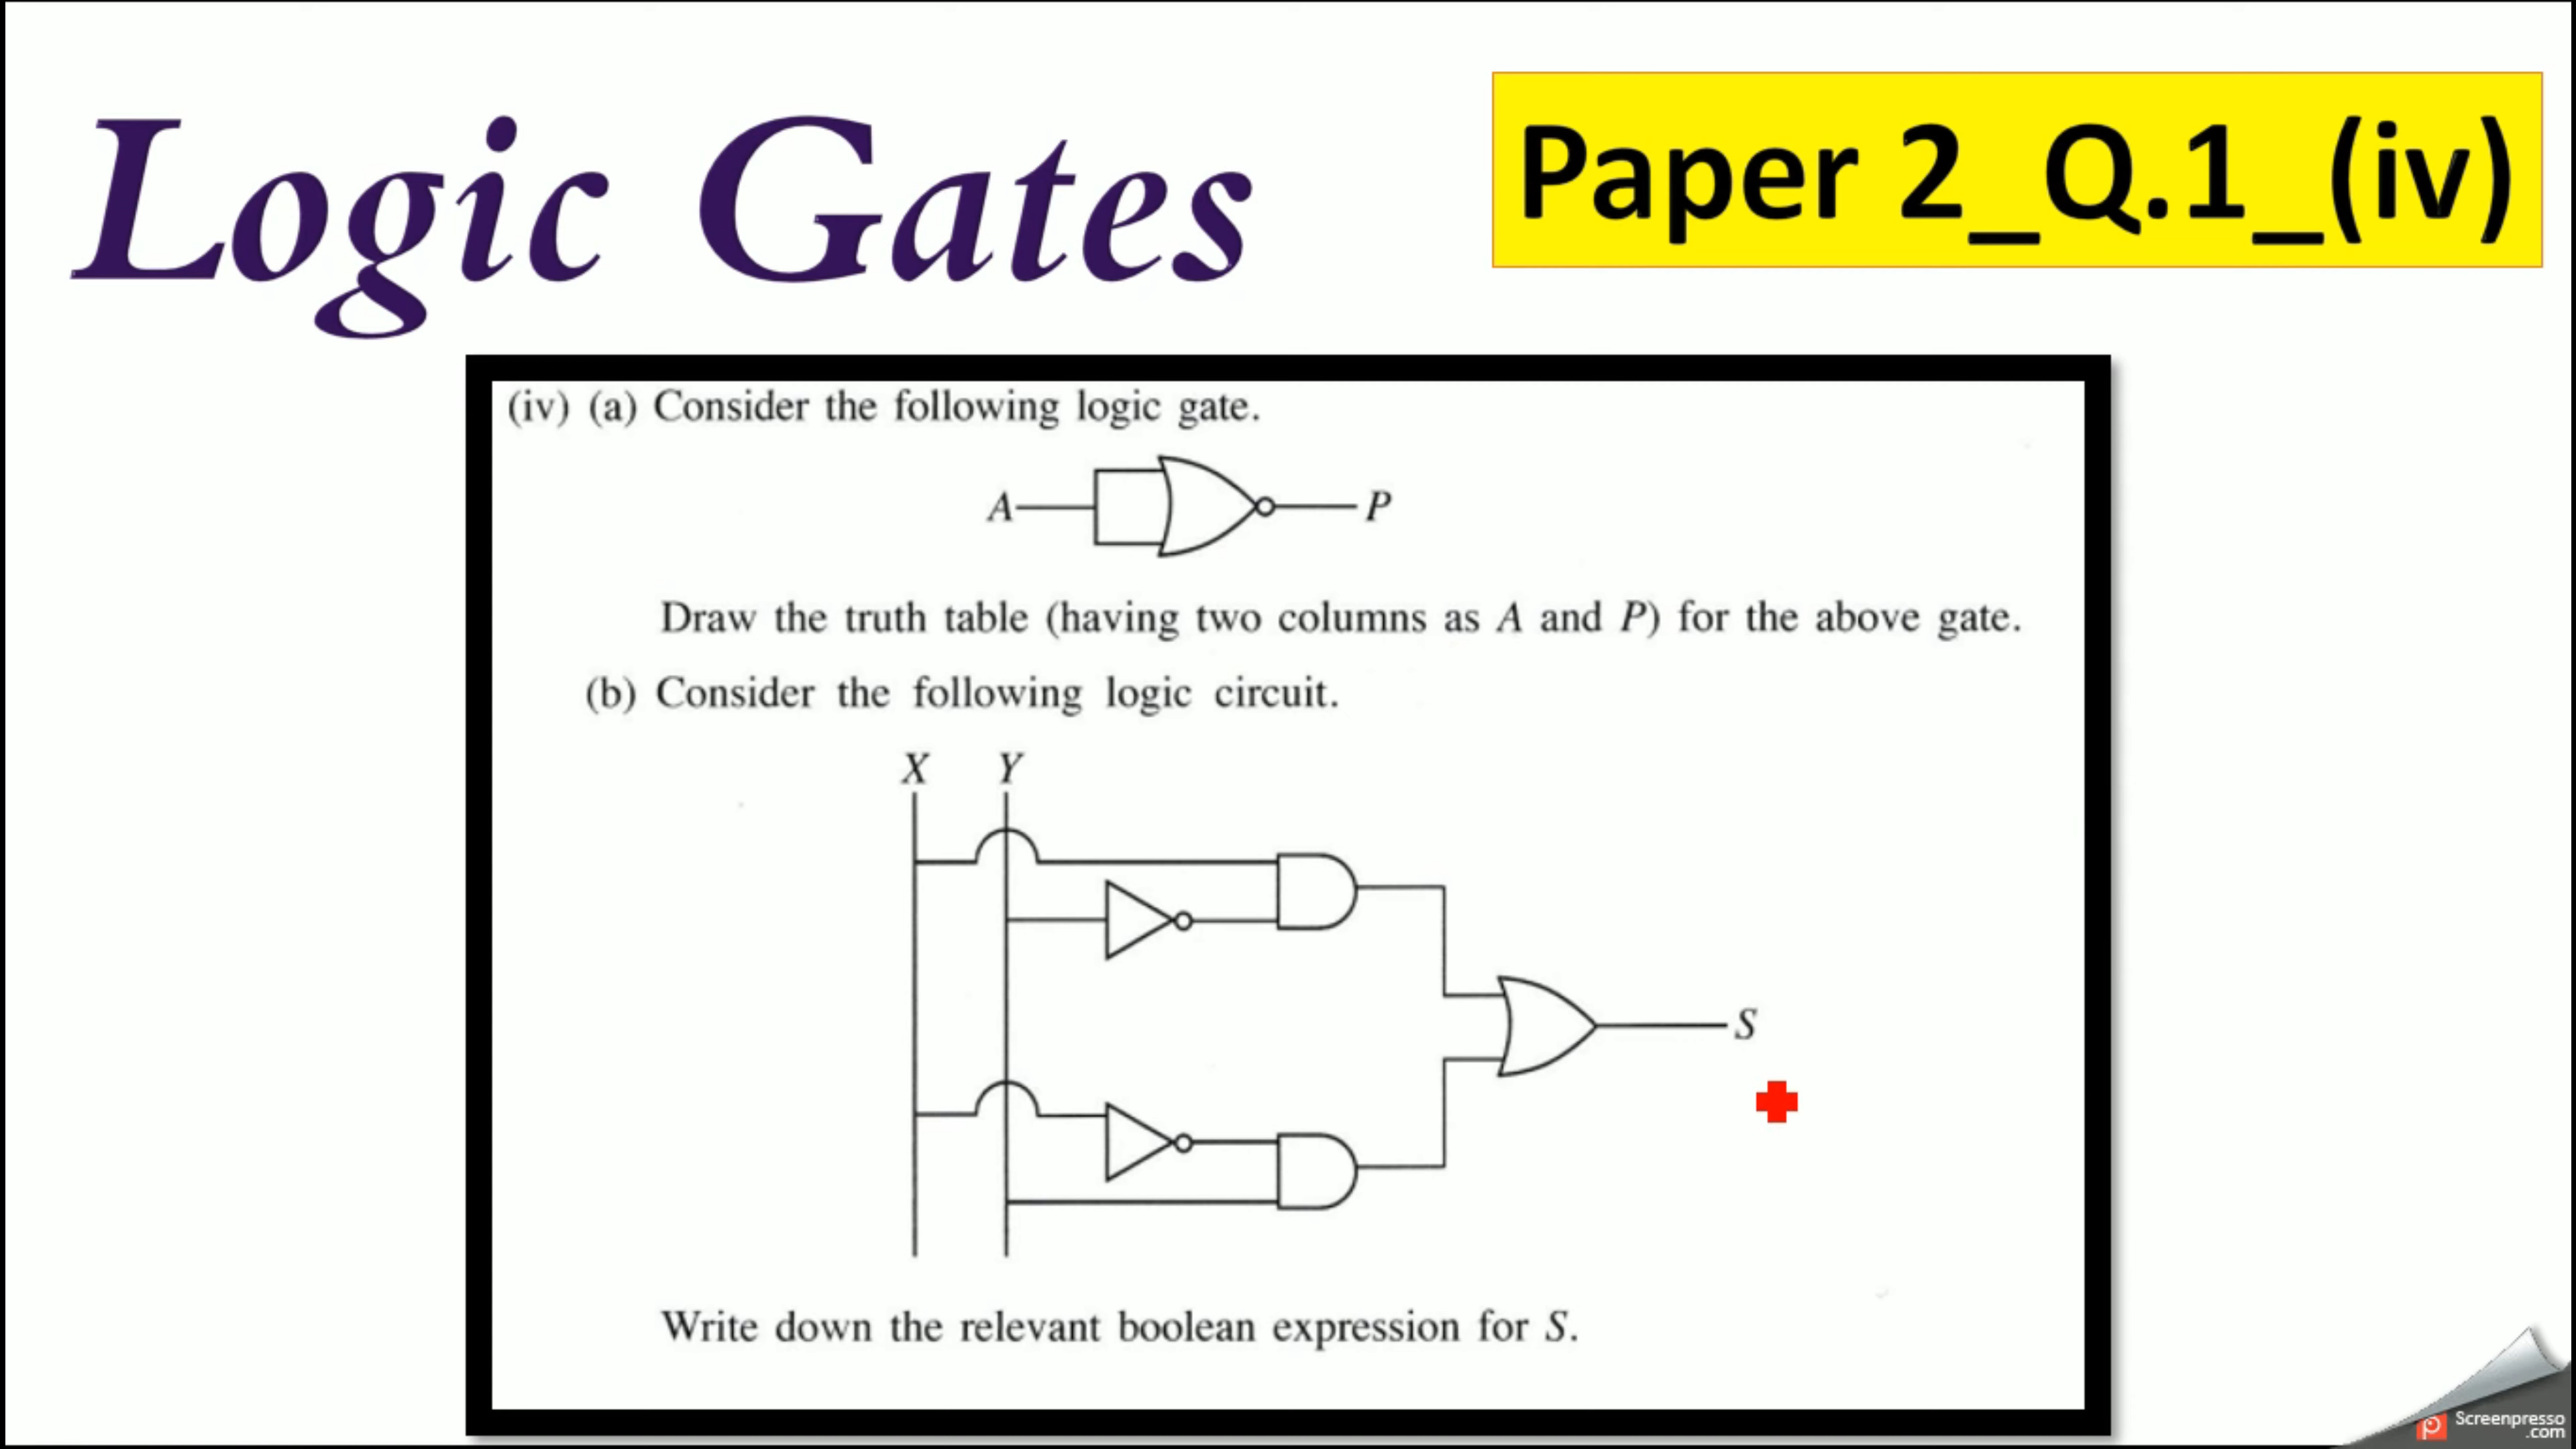 Logic Gates
Paper 2_Q.1_(iv)
(iv) (a) Consider the following logic gate.
A
P
Draw the truth table (having two columns as A and P) for the above gate.
(b) Consider the following logic circuit.
X Y
S
Write down the relevant boolean expression for S.
Screenpresso
.com